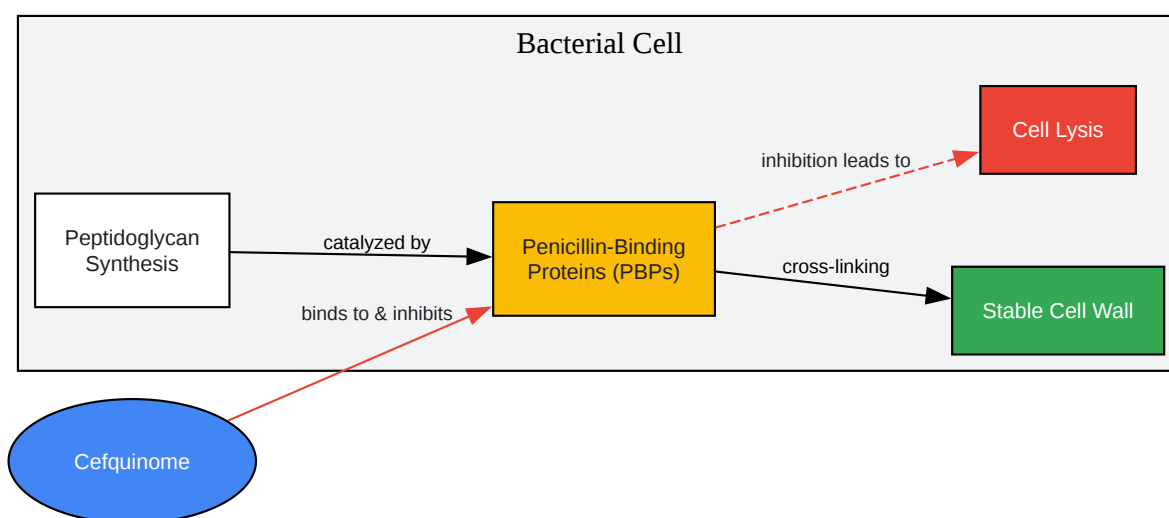 Bacterial Cell
Cell Lysis
inhibition leads to
Peptidoglycan
Synthesis
catalyzed by
Penicillin-Binding
Proteins (PBPs)
cross-linking
Stable Cell Wall
binds to & inhibits
Cefquinome